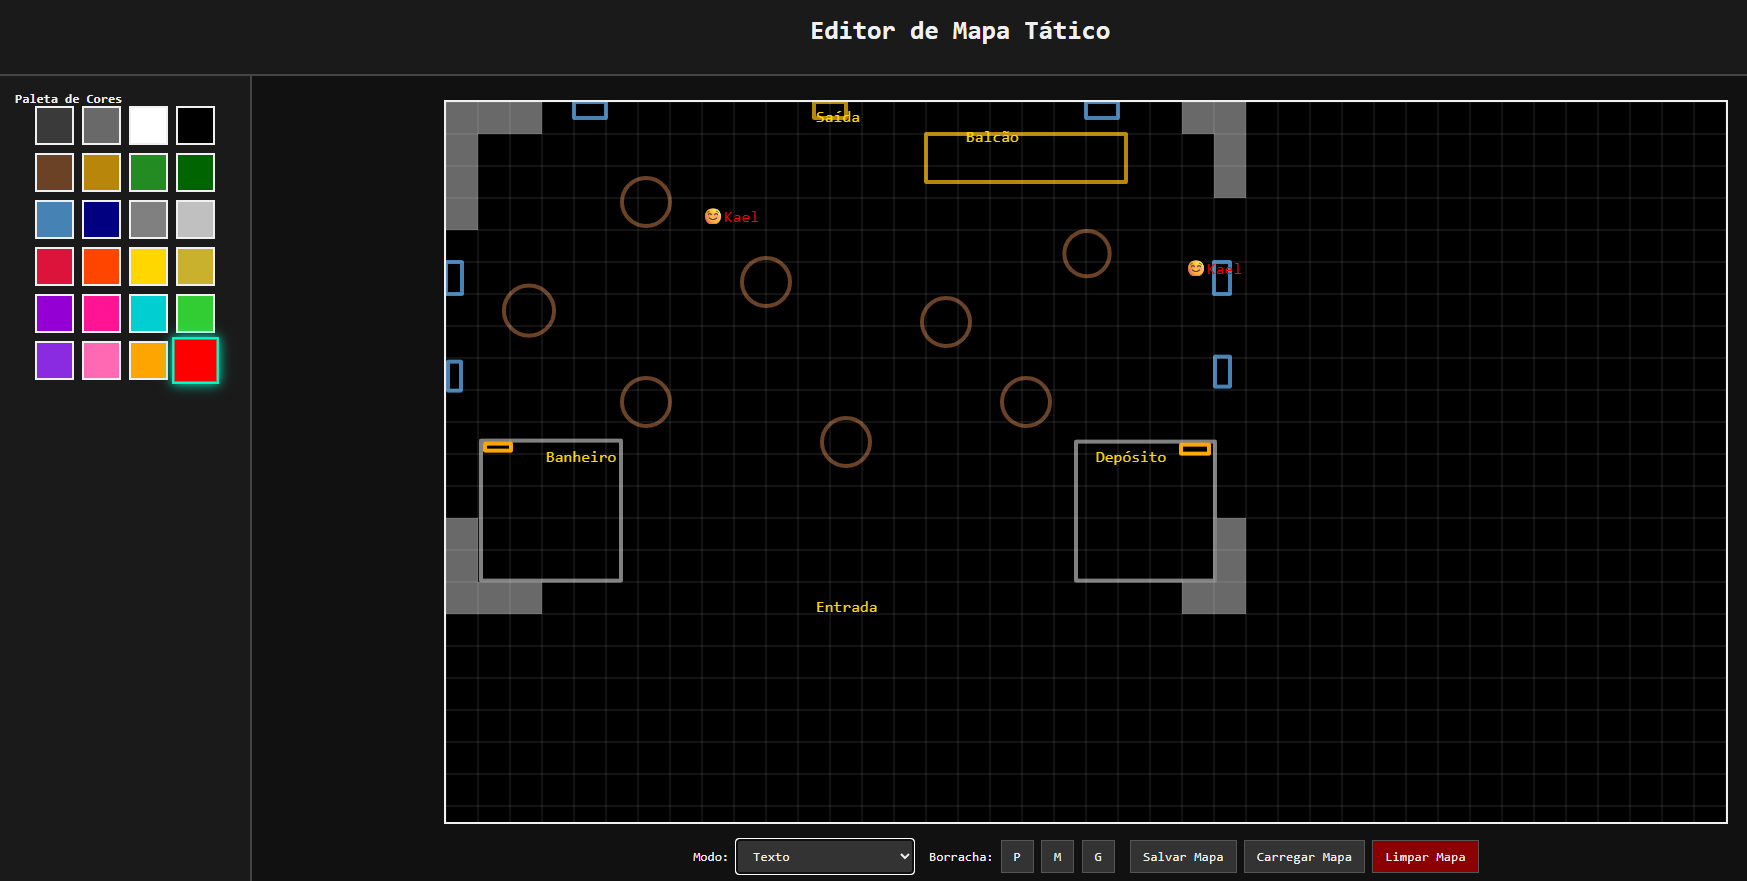 Editor de Mapa Tático
Paleta de Cores
Saída
Balcão
😊Kael
😊Kael
Banheiro
Depósito
Entrada
Modo: Texto Borracha: P M G Salvar Mapa Carregar Mapa Limpar Mapa